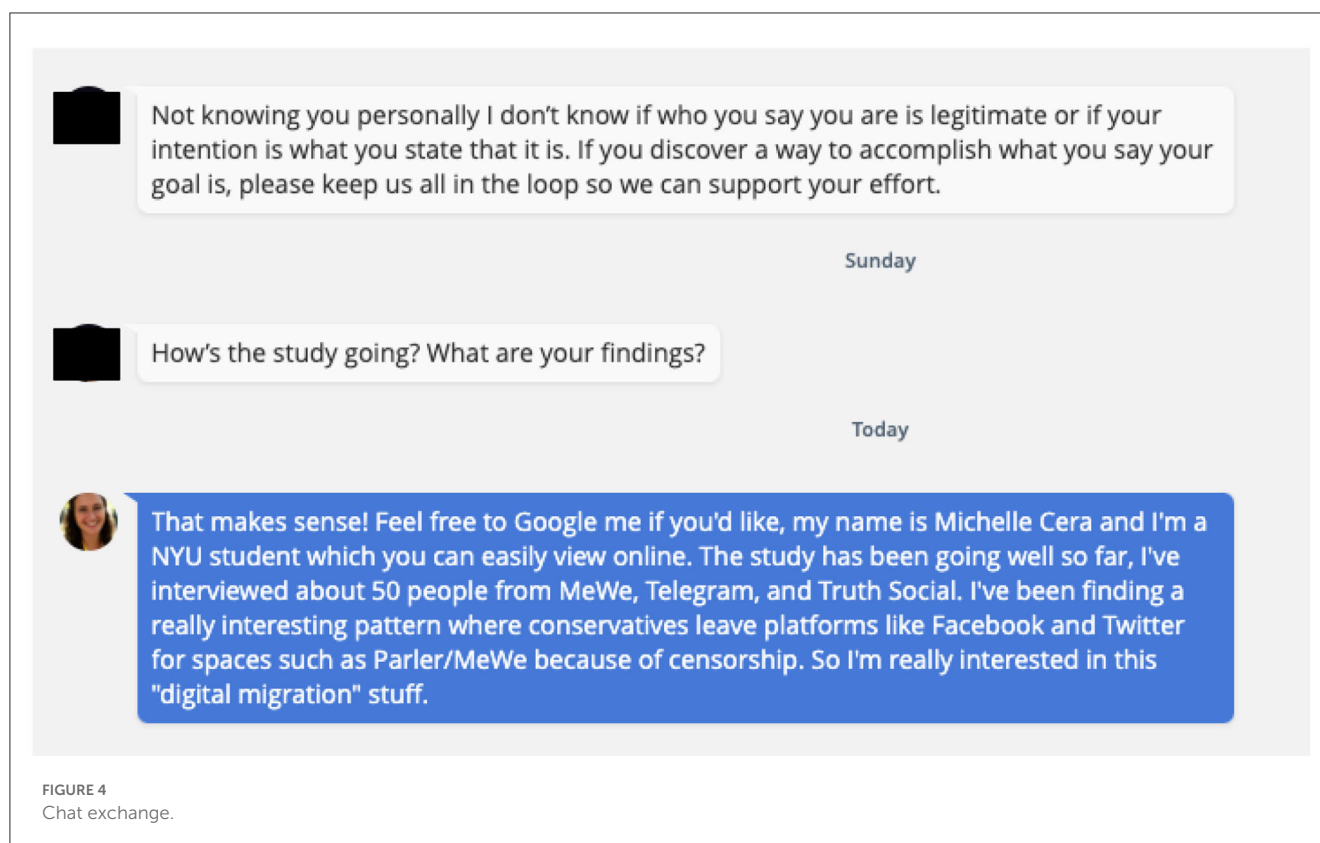 Not knowing you personally I don’t know if who you say you are is legitimate or if your
intention is what you state that it is. If you discover a way to accomplish what you say your
goal is, please keep us all in the loop so we can support your effort.
Sunday
How’s the study going? What are your findings?
Today
That makes sense! Feel free to Google me if you'd like, my name is Michelle Cera and I'm a
NYU student which you can easily view online. The study has been going well so far, I've
interviewed about 50 people from MeWe, Telegram, and Truth Social. I've been finding a
really interesting pattern where conservatives leave platforms like Facebook and Twitter
for spaces such as Parler/MeWe because of censorship. So I'm really interested in this
"digital migration" stuff.
FIGURE 4
Chat exchange.